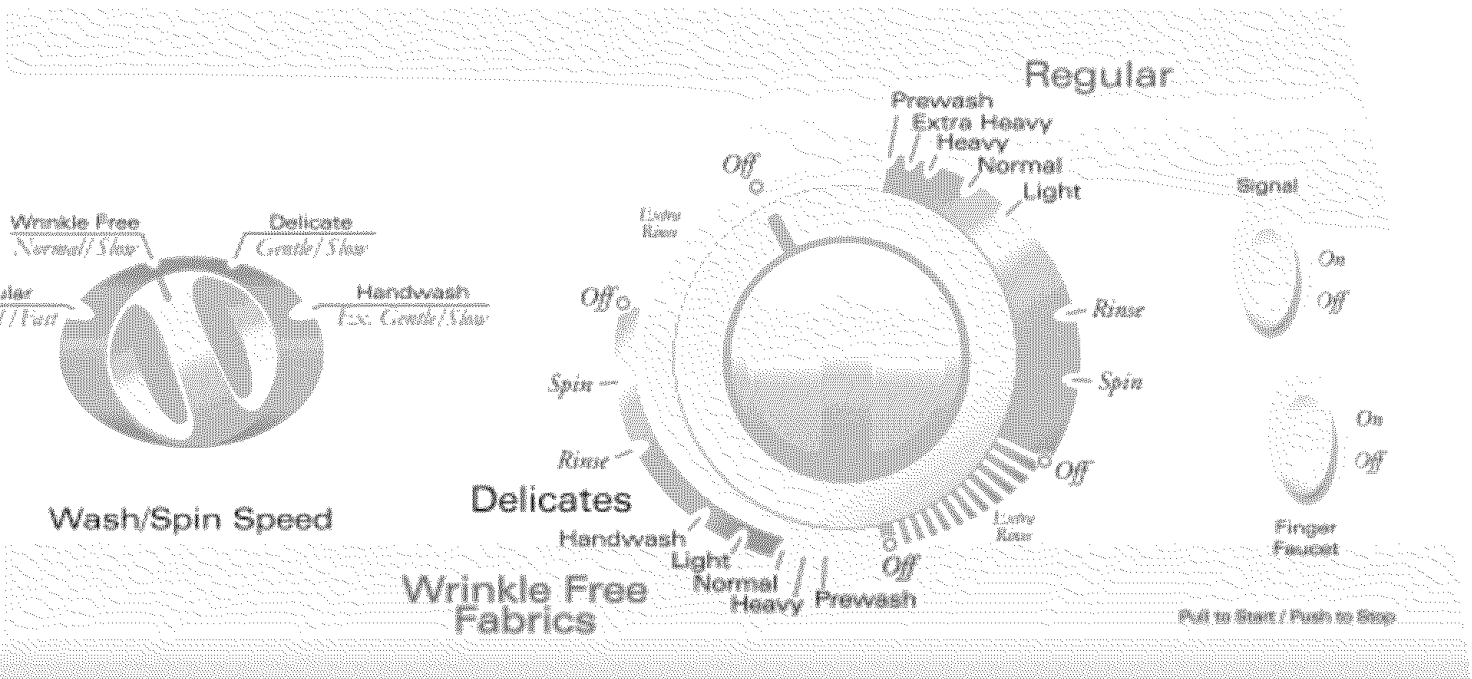 Regular
Prewash
Extra Heavy
Heavy
Normal
Light
Off
Extra
Rinse
Off
Spin
Rinse
Delicates
Handwash
Light
Normal
Heavy
Prewash
Wrinkle Free
Fabrics
Rinse
Spin
Off
Extra
Rinse
Off
Wrinkle Free
Normal/Slow
Delicate
Gentle/Slow
Handwash
Ex. Gentle/Slow
/Fast
Wash/Spin Speed
Signal
On
Off
On
Off
Finger
Faucet
Pull to Start / Push to Stop